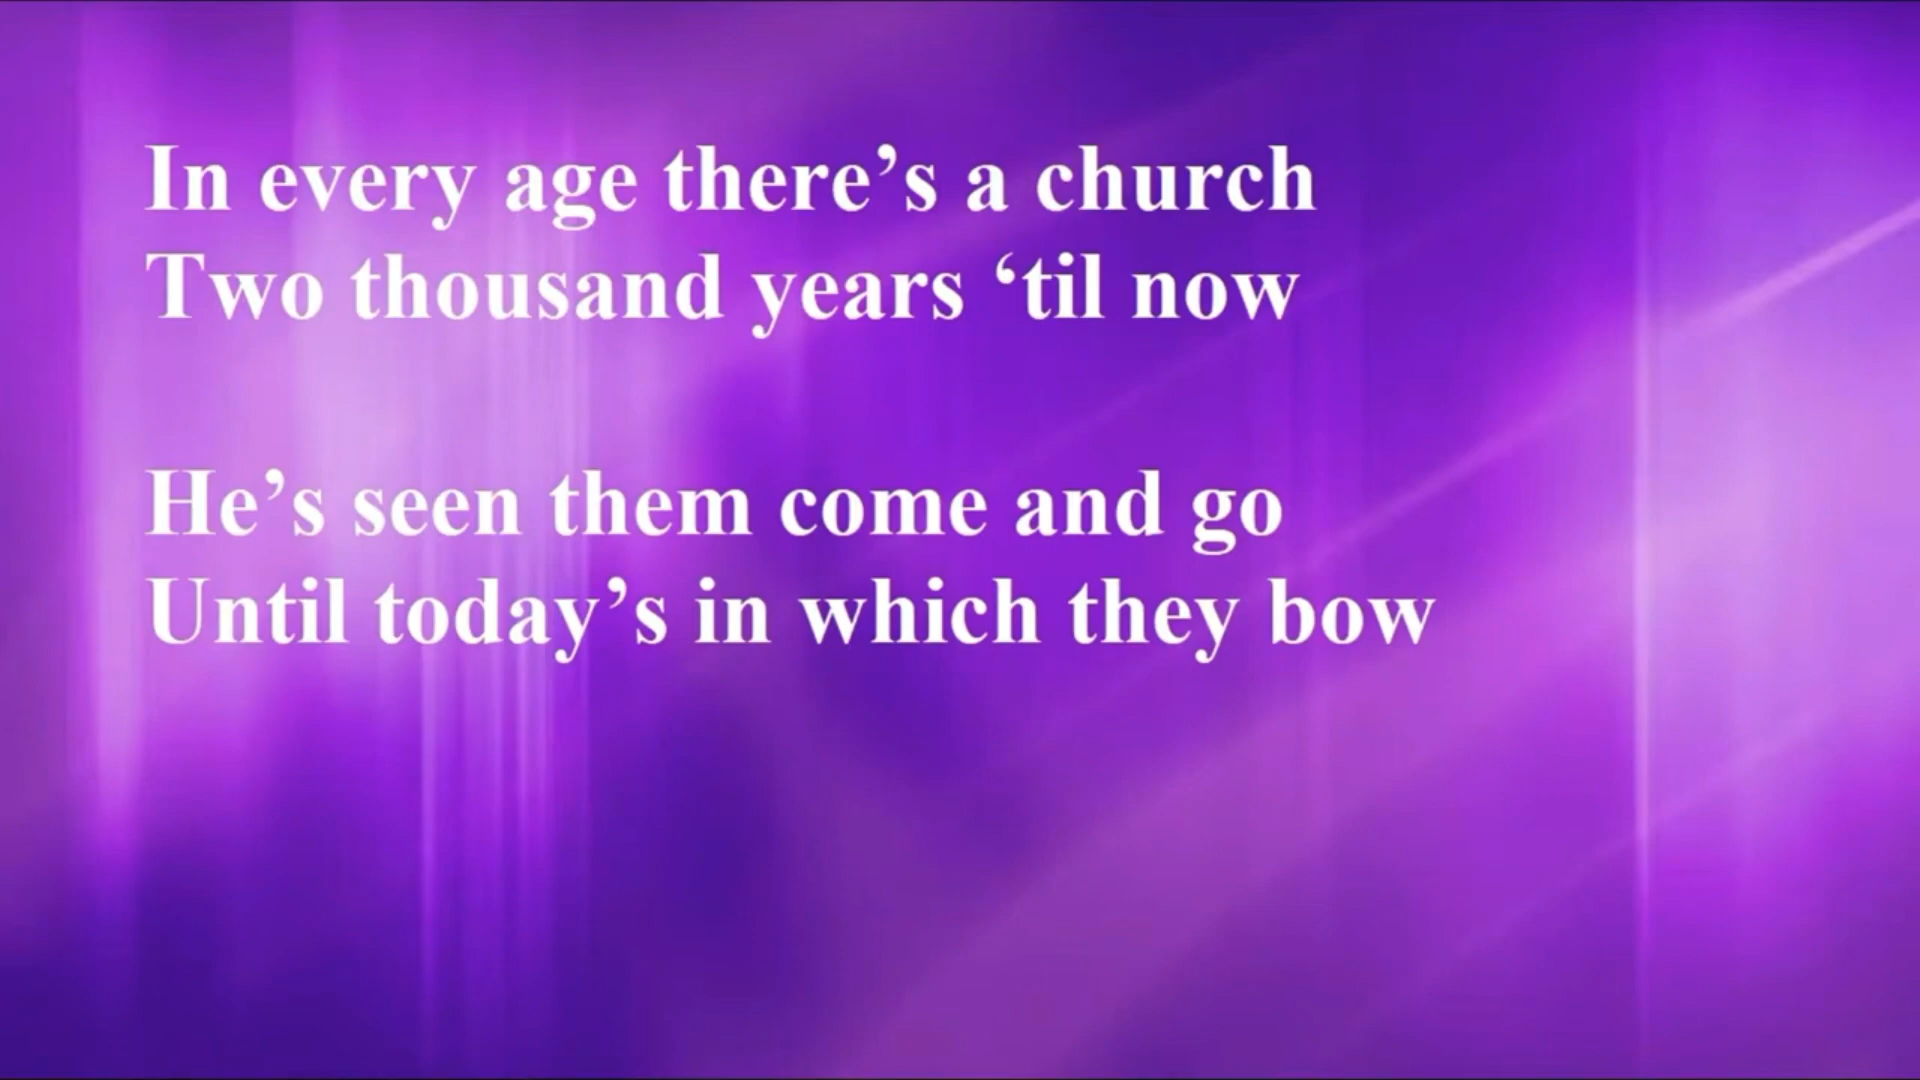 In every age there’s a church
Two thousand years ‘til now
He’s seen them come and go
Until today’s in which they bow